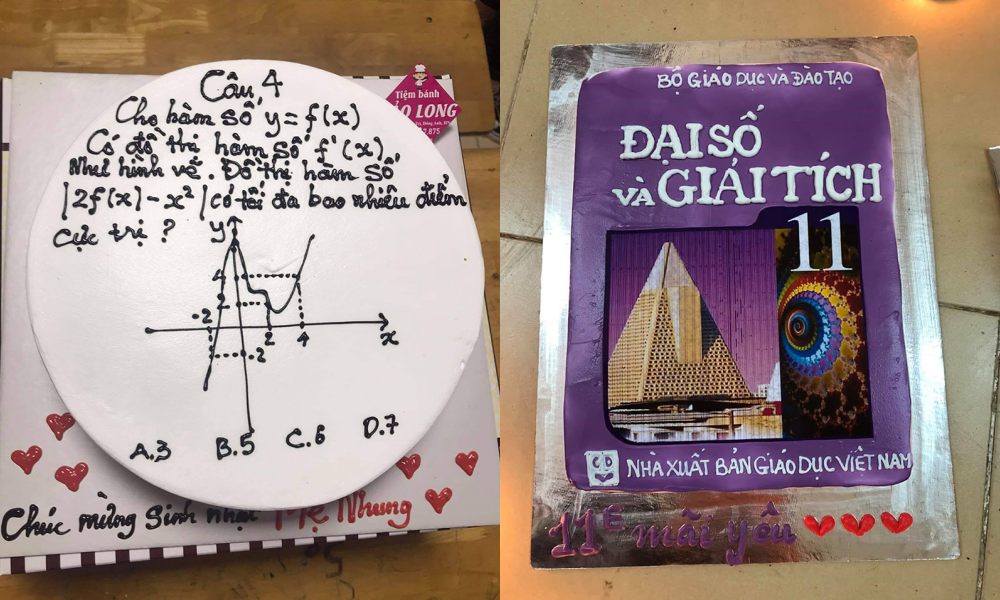 Câu 4
Cho hàm số y = f(x)
Có đồ thị hàm số f'(x)
Như hình vẽ. Đồ thị hàm số
|2f(x) - x² | có tối đa bao nhiêu điểm
cực trị ?
y
4
2
-2
2
4
x
-2
A.3
B.5
C.6
D.7
Tiệm bánh
ẢO LONG
Chúc mừng Sinh nhật Mẹ Nhung
BỘ GIÁO DỤC VÀ ĐÀO TẠO
ĐẠI SỐ
VÀ GIẢI TÍCH
11
NHÀ XUẤT BẢN GIÁO DỤC VIỆT NAM
11E mãi yêu